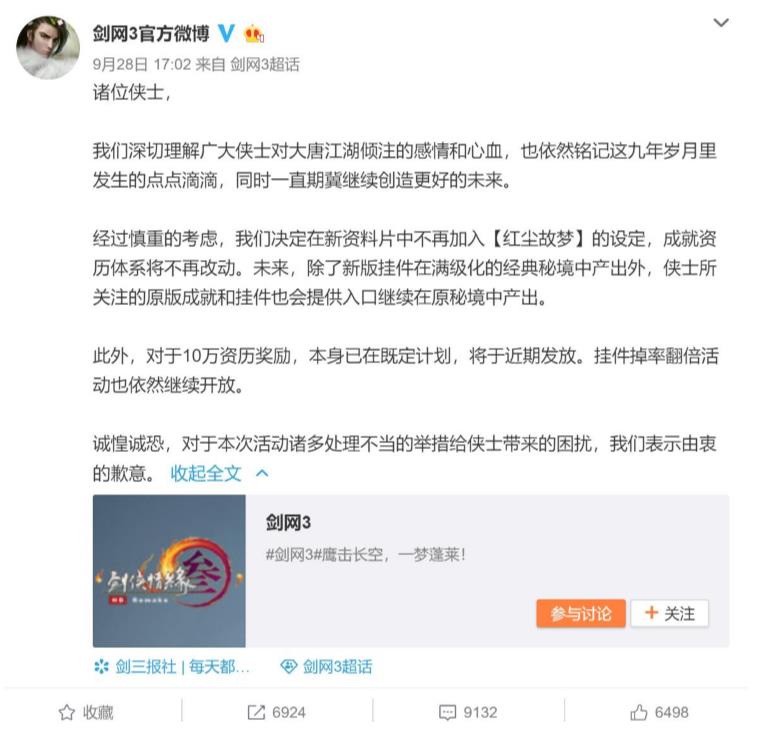 剑网3官方微博
9月28日 17:02 来自 剑网3超话
诸位侠士，
我们深切理解广大侠士对大唐江湖倾注的感情和心血，也依然铭记这九年岁月里
发生的点点滴滴，同时一直期冀继续创造更好的未来。
经过慎重的考虑，我们决定在新资料片中不再加入【红尘故梦】的设定，成就资
历体系将不再改动。未来，除了新版挂件在满级化的经典秘境中产出外，侠士所
关注的原版成就和挂件也会提供入口继续在原秘境中产出。
此外，对于10万资历奖励，本身已在既定计划，将于近期发放。挂件掉率翻倍活
动也依然继续开放。
诚惶诚恐，对于本次活动诸多处理不当的举措给侠士带来的困扰，我们表示由衷
的歉意。 收起全文
剑网3
#剑网3#鹰击长空，一梦蓬莱！
剑侠情缘 叁
Remake
参与讨论 + 关注
剑三报社 | 每天都... 剑网3超话
收藏 6924 9132 6498